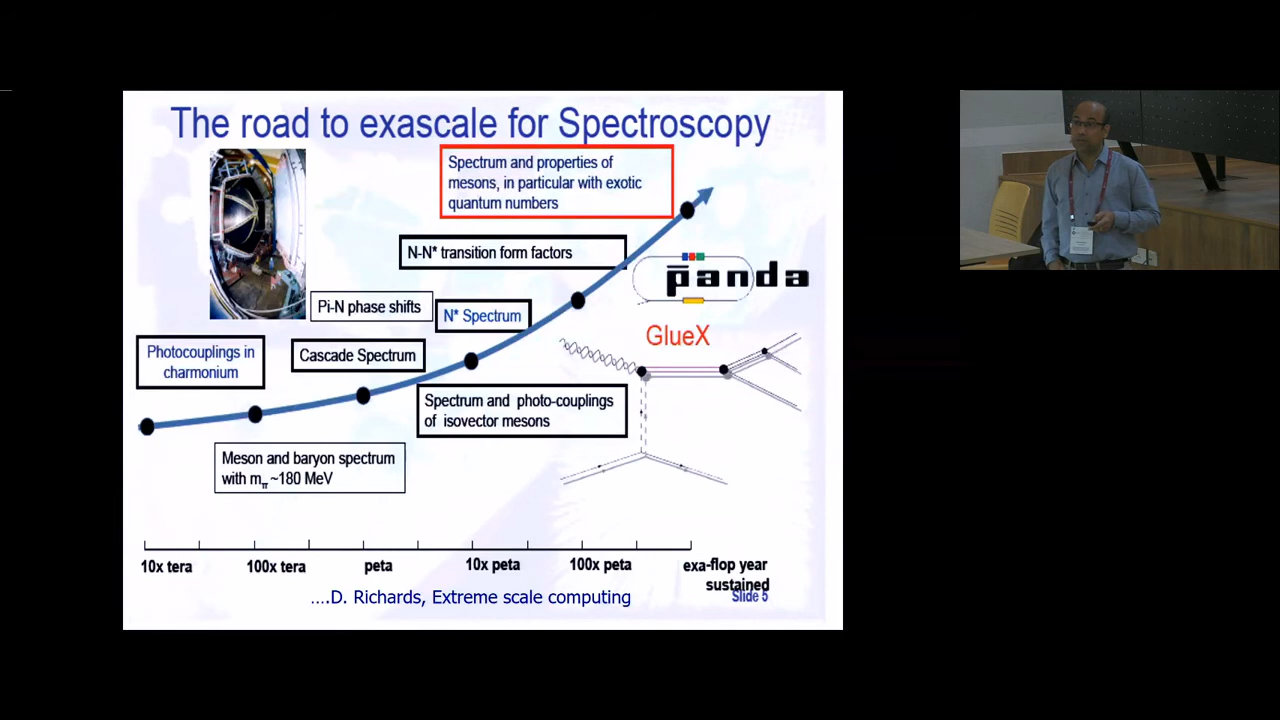 The road to exascale for Spectroscopy
Spectrum and properties of
mesons, in particular with exotic
quantum numbers
N-N* transition form factors
p̄anda
Pi-N phase shifts
N* Spectrum
GlueX
Photocouplings in
charmonium
Cascade Spectrum
Spectrum and photo-couplings
of isovector mesons
Meson and baryon spectrum
with mπ ~180 MeV
10x tera
100x tera
peta
10x peta
100x peta
exa-flop year
sustained
Slide 5
....D. Richards, Extreme scale computing